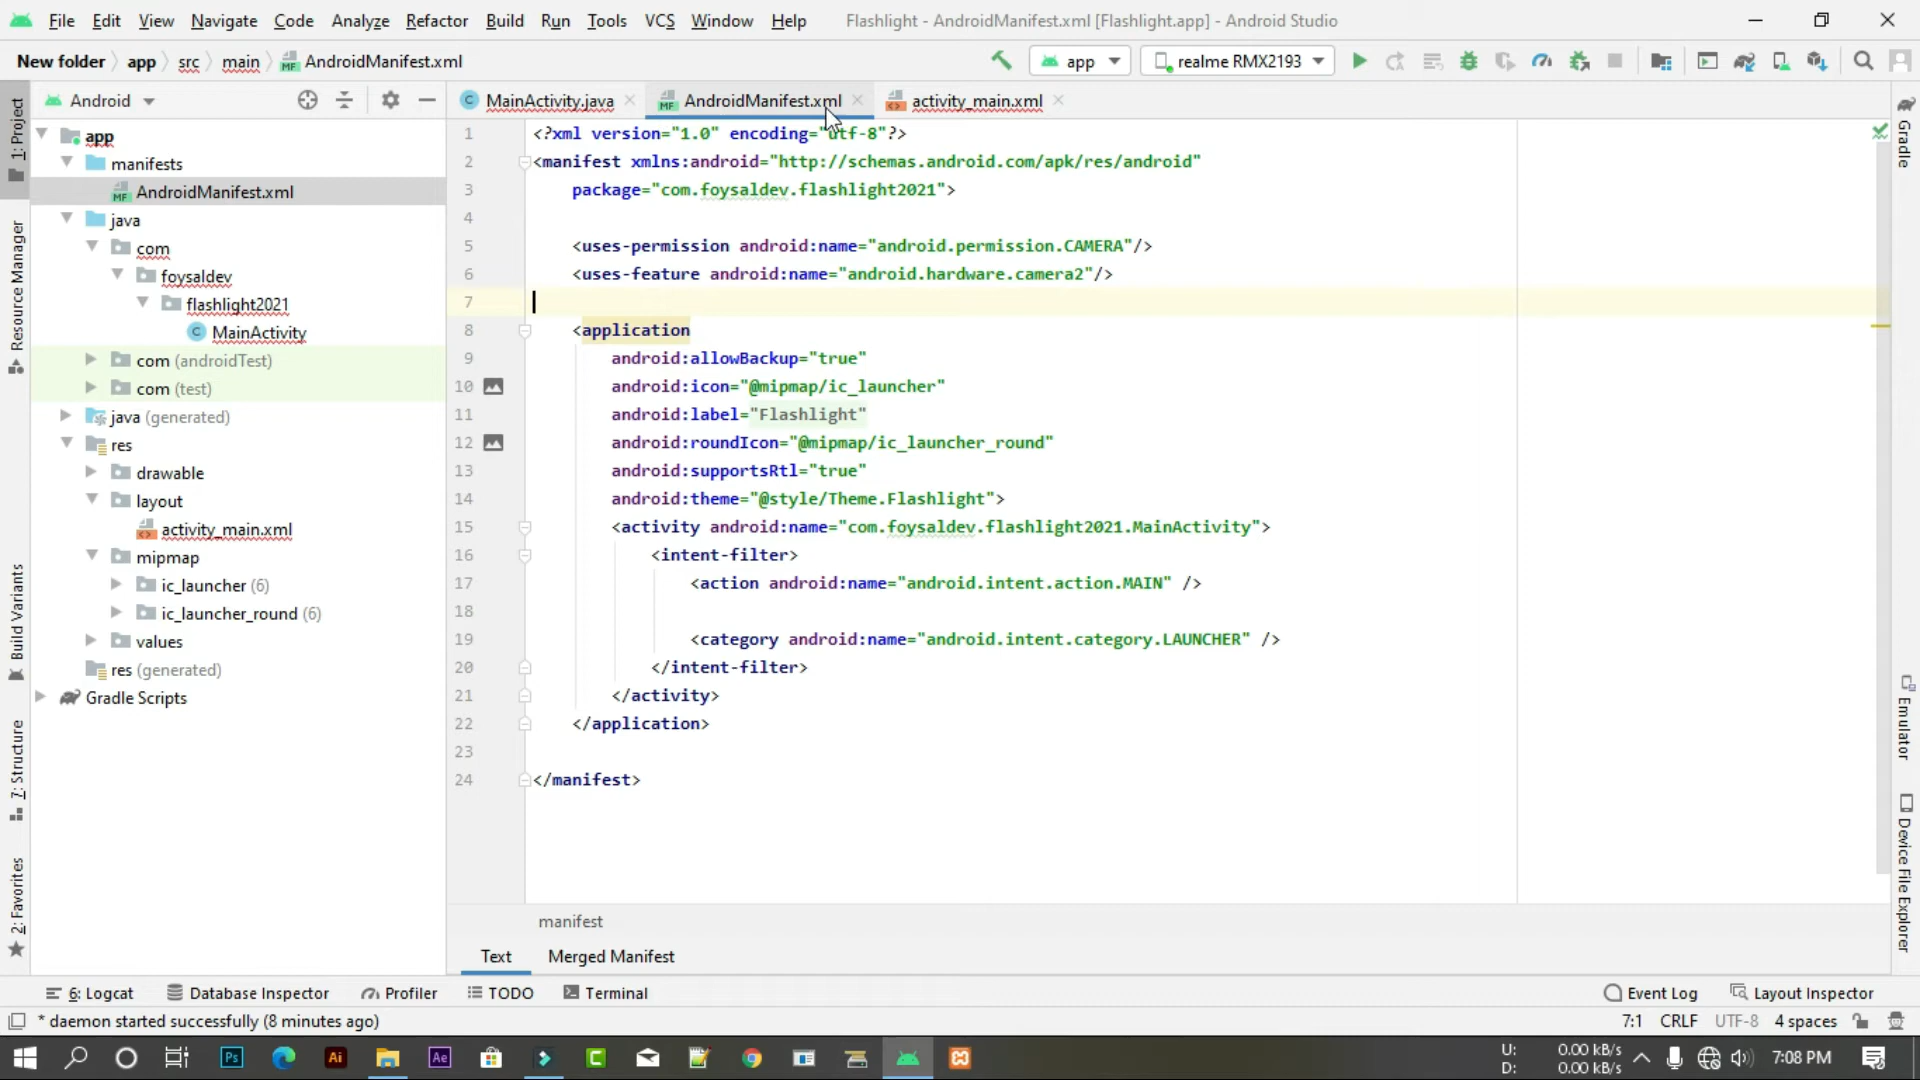 File Edit View Navigate Code Analyze Refactor Build Run Tools VCS Window Help Flashlight - AndroidManifest.xml [Flashlight.app] - Android Studio
New folder app src main AndroidManifest.xml app realme RMX2193
Android MainActivity.java AndroidManifest.xml activity_main.xml
1: Project
Resource Manager
Build Variants
7: Structure
2: Favorites
app
manifests
AndroidManifest.xml
java
com
foysaldev
flashlight2021
MainActivity
com (androidTest)
com (test)
java (generated)
res
drawable
layout
activity_main.xml
mipmap
ic_launcher (6)
ic_launcher_round (6)
values
res (generated)
Gradle Scripts
1 <?xml version="1.0" encoding="utf-8"?>
2 <manifest xmlns:android="http://schemas.android.com/apk/res/android"
3 package="com.foysaldev.flashlight2021">
4
5 <uses-permission android:name="android.permission.CAMERA"/>
6 <uses-feature android:name="android.hardware.camera2"/>
7
8 <application
9 android:allowBackup="true"
10 android:icon="@mipmap/ic_launcher"
11 android:label="Flashlight"
12 android:roundIcon="@mipmap/ic_launcher_round"
13 android:supportsRtl="true"
14 android:theme="@style/Theme.Flashlight">
15 <activity android:name="com.foysaldev.flashlight2021.MainActivity">
16 <intent-filter>
17 <action android:name="android.intent.action.MAIN" />
18
19 <category android:name="android.intent.category.LAUNCHER" />
20 </intent-filter>
21 </activity>
22 </application>
23
24 </manifest>
Gradle
Emulator
Device File Explorer
manifest
Text Merged Manifest
6: Logcat Database Inspector Profiler TODO Terminal Event Log Layout Inspector
* daemon started successfully (8 minutes ago) 7:1 CRLF UTF-8 4 spaces
Ps Ai Ae C
U: 0.00 kB/s
D: 0.00 kB/s
7:08 PM